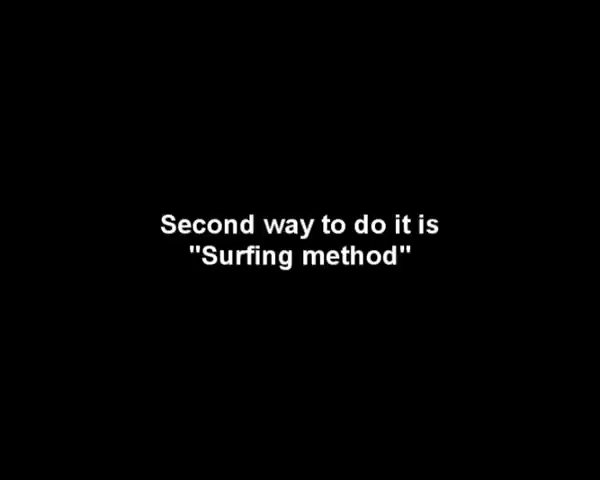 Second way to do it is
"Surfing method"